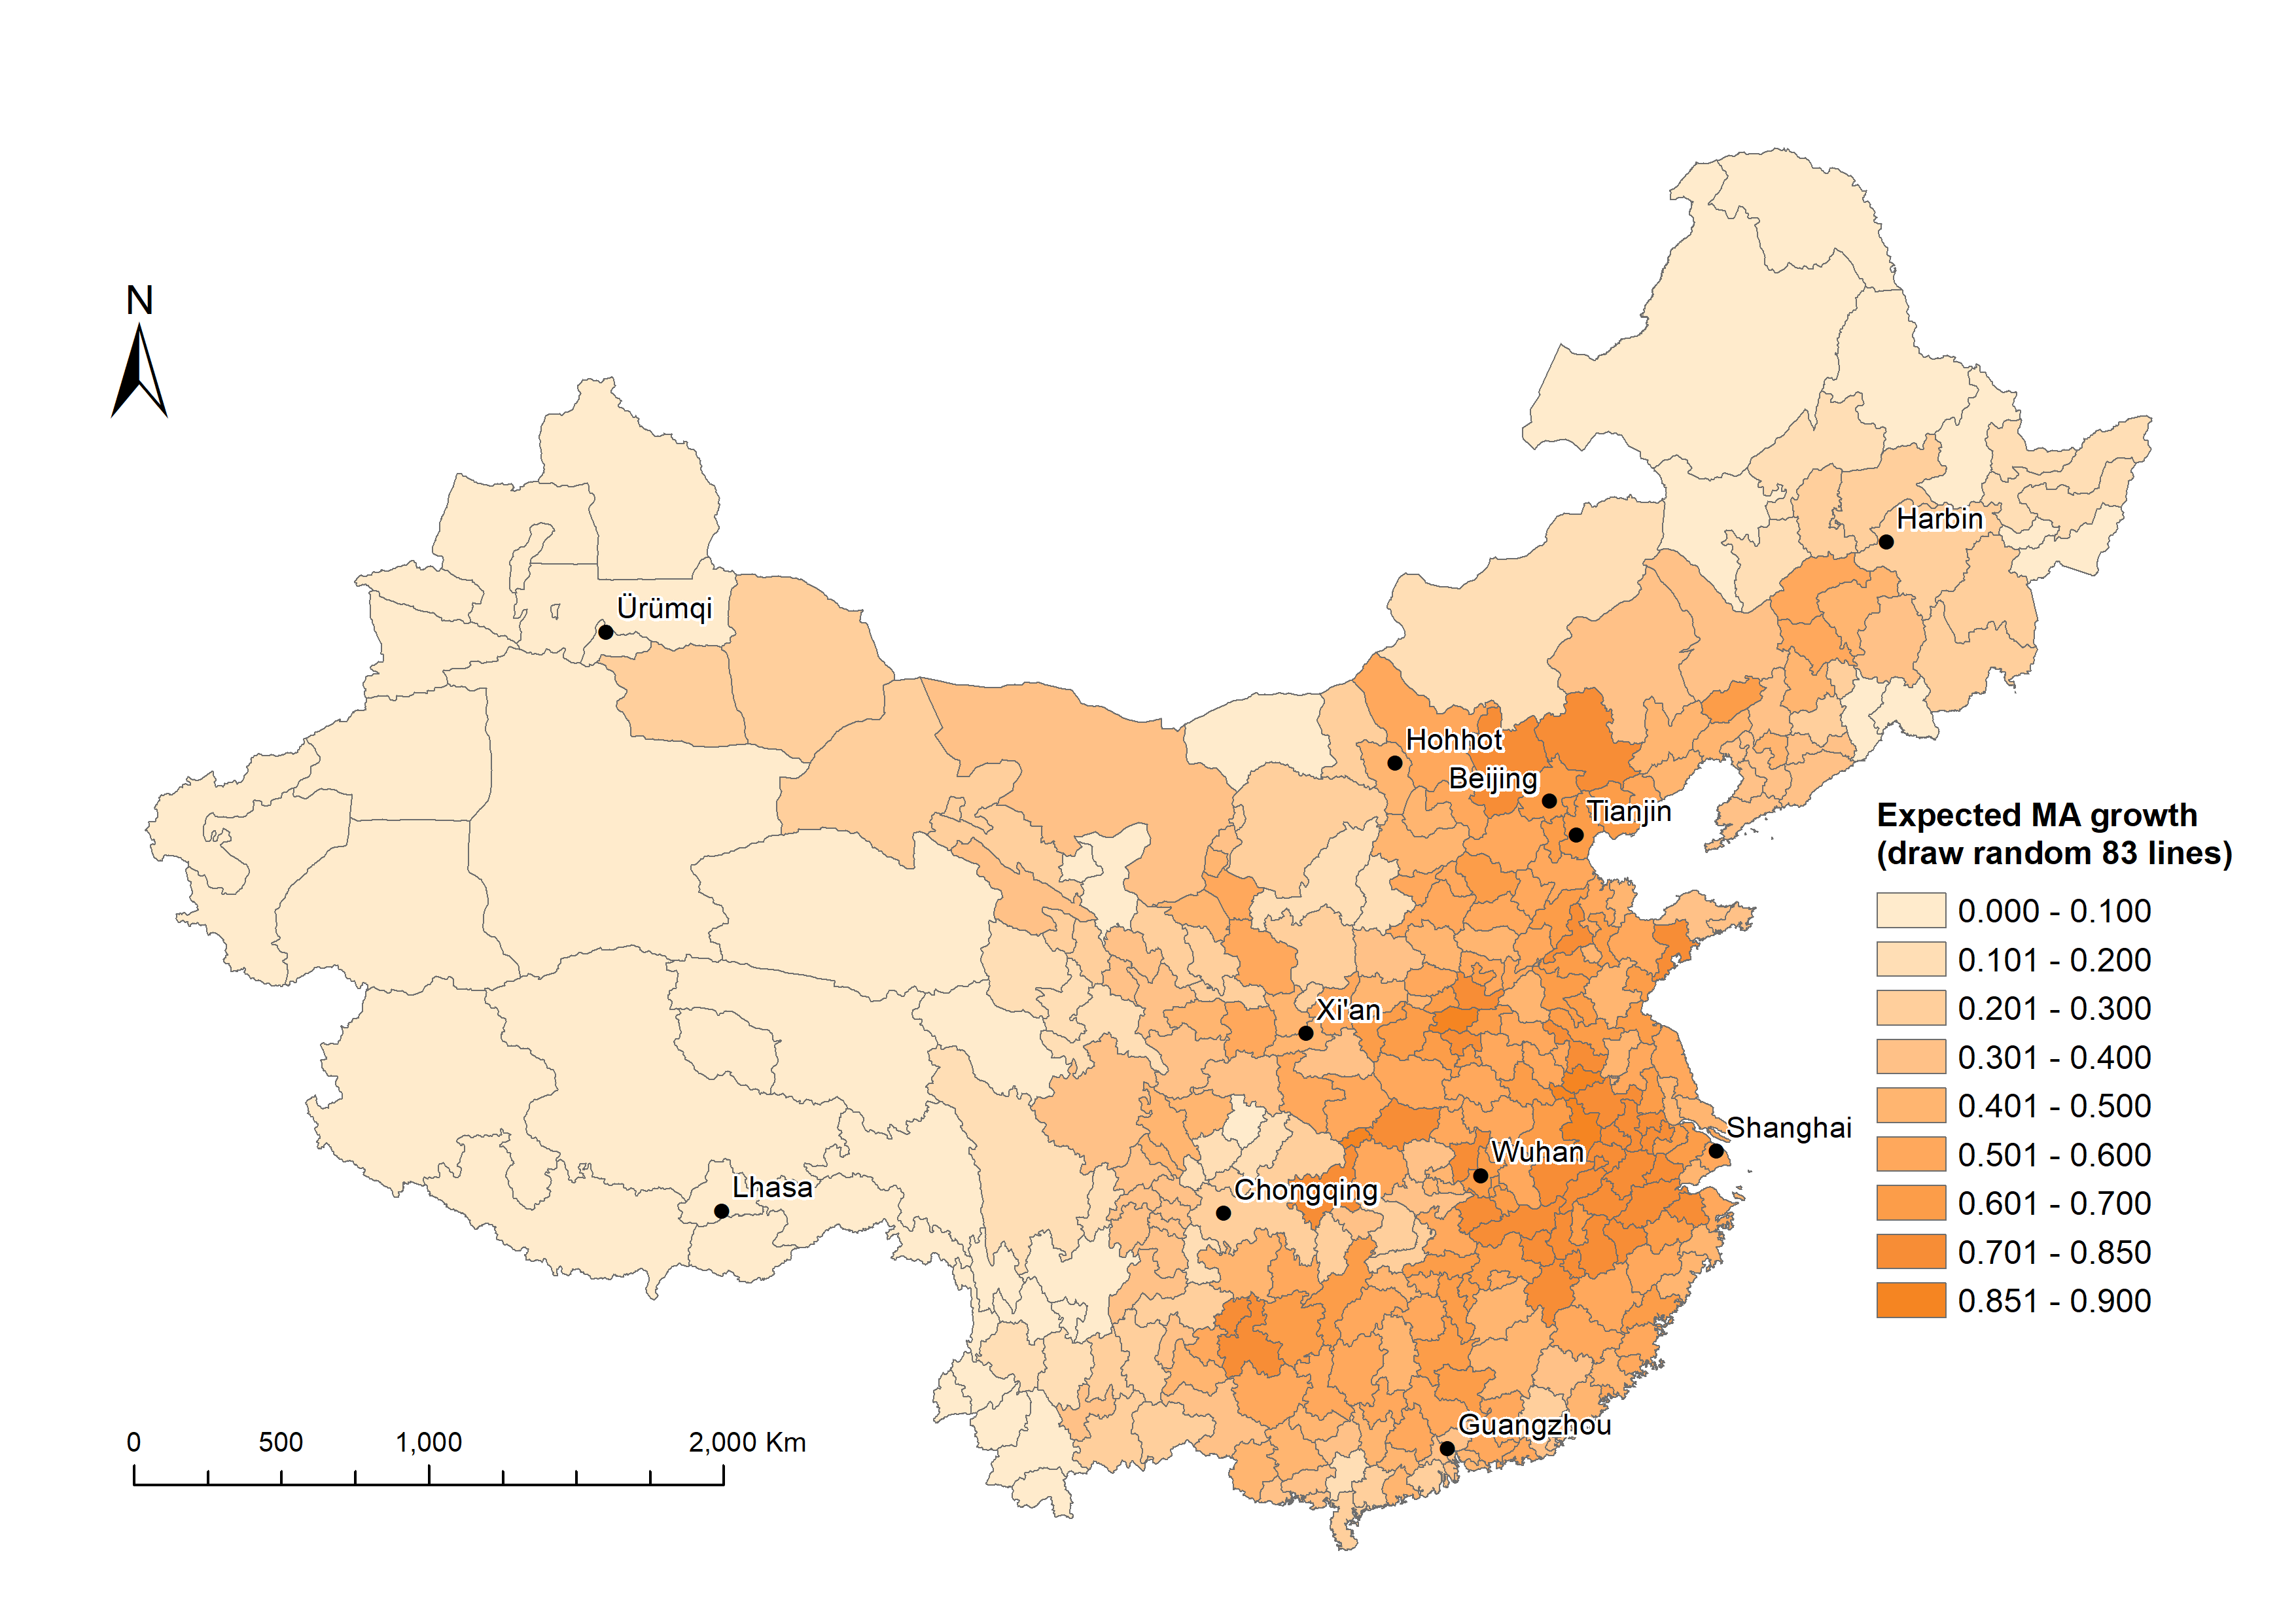 N
Harbin
Ürümqi
Hohhot
Beijing
Tianjin
Xi'an
Shanghai
Wuhan
Lhasa
Chongqing
Guangzhou
Expected MA growth
(draw random 83 lines)
0.000 - 0.100
0.101 - 0.200
0.201 - 0.300
0.301 - 0.400
0.401 - 0.500
0.501 - 0.600
0.601 - 0.700
0.701 - 0.850
0.851 - 0.900
0 500 1,000 2,000 Km